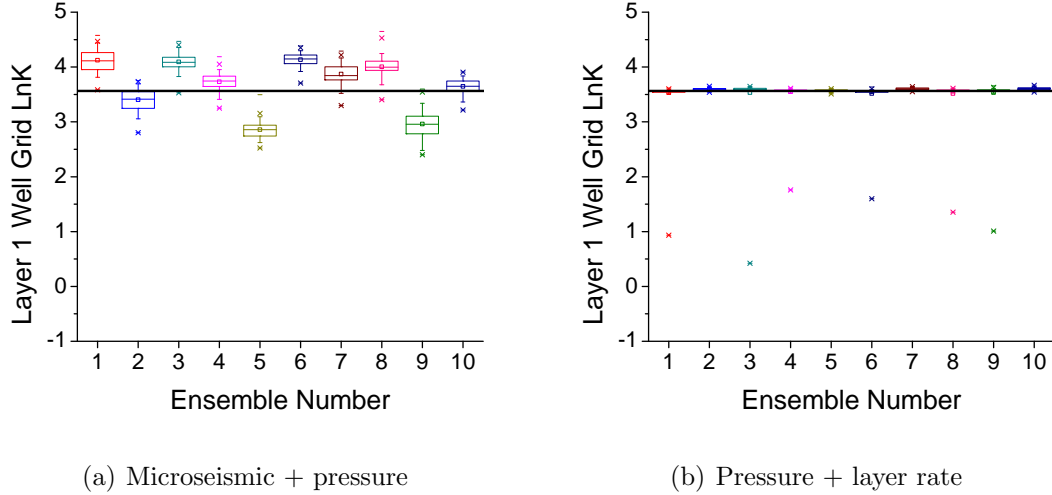 5
4
3
2
1
0
-1
Layer 1 Well Grid LnK
1 2 3 4 5 6 7 8 9 10
Ensemble Number
(a) Microseismic + pressure
5
4
3
2
1
0
-1
Layer 1 Well Grid LnK
1 2 3 4 5 6 7 8 9 10
Ensemble Number
(b) Pressure + layer rate